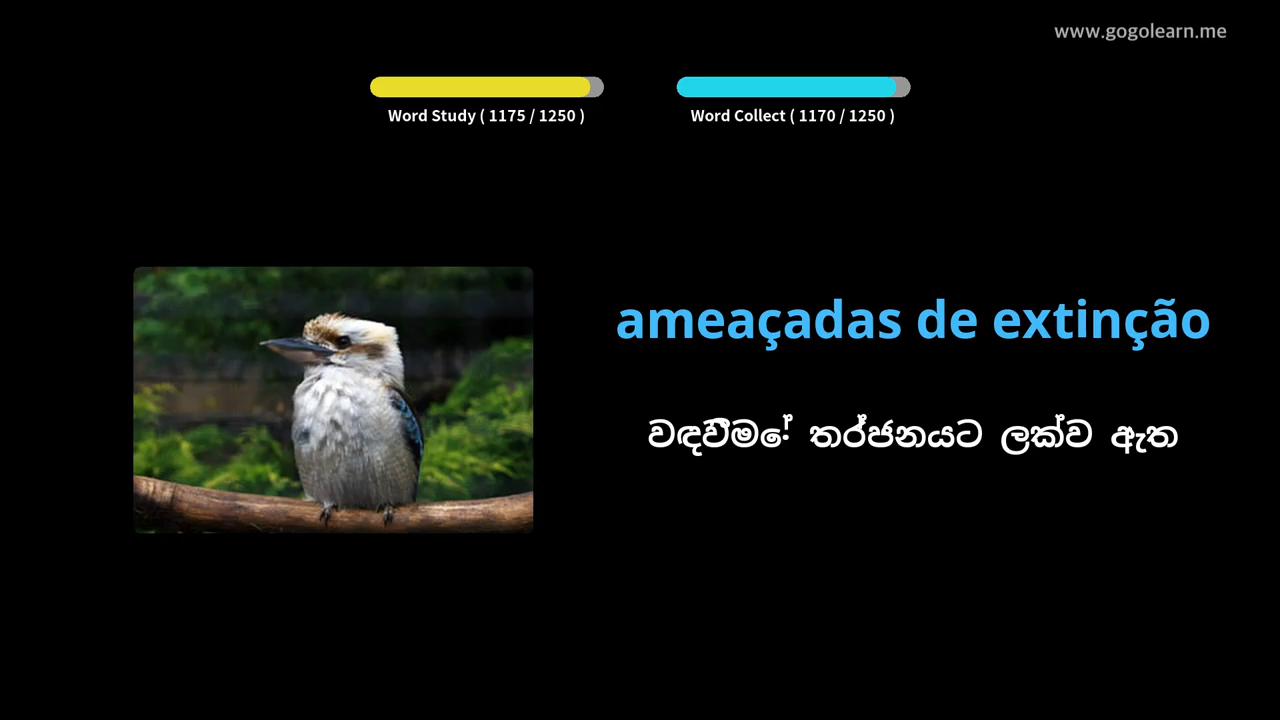 www.gogolearn.me
Word Study ( 1175 / 1250 )
Word Collect ( 1170 / 1250 )
ameaçadas de extinção
වඳවීමේ තර්ජනයට ලක්ව ඇත